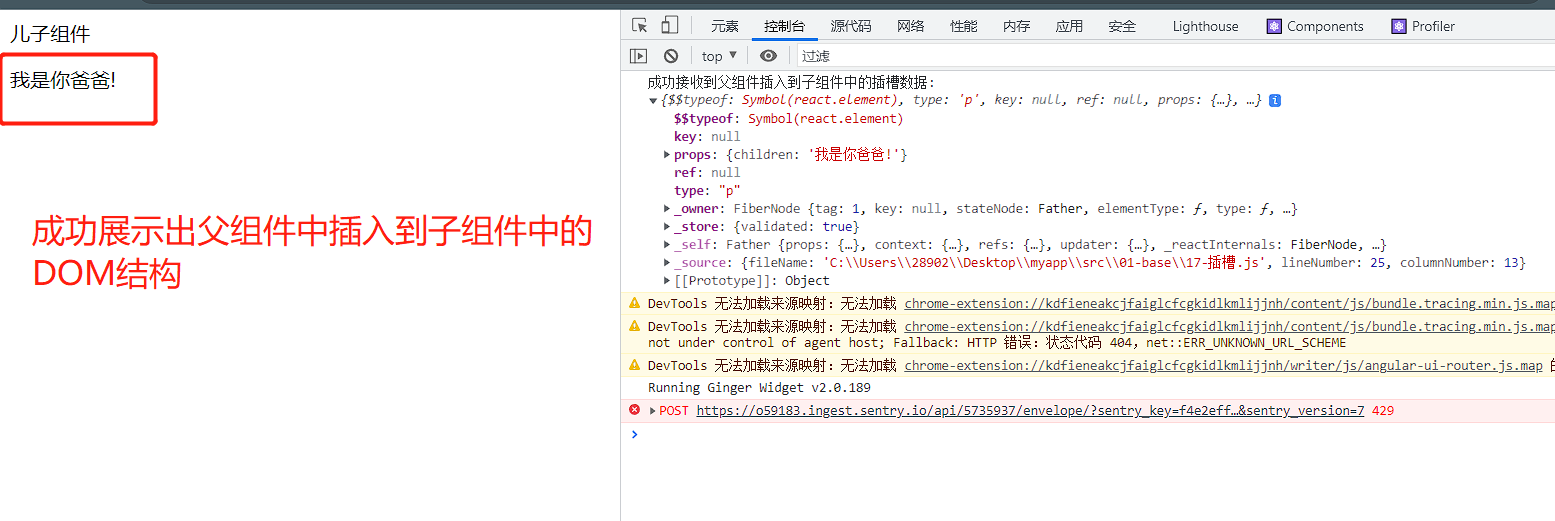 儿子组件
我是你爸爸!
成功展示出父组件中插入到子组件中的
DOM结构
元素 控制台 源代码 网络 性能 内存 应用 安全 Lighthouse Components Profiler
top 过滤
成功接收到父组件插入到子组件中的插槽数据:
{$$typeof: Symbol(react.element), type: 'p', key: null, ref: null, props: {…}, …}
$$typeof: Symbol(react.element)
key: null
props: {children: '我是你爸爸!'}
ref: null
type: "p"
_owner: FiberNode {tag: 1, key: null, stateNode: Father, elementType: ƒ, type: ƒ, …}
_store: {validated: true}
_self: Father {props: {…}, context: {…}, refs: {…}, updater: {…}, _reactInternals: FiberNode, …}
_source: {fileName: 'C:\\Users\\28902\\Desktop\\myapp\\src\\01-base\\17-插槽.js', lineNumber: 25, columnNumber: 13}
[[Prototype]]: Object
DevTools 无法加载来源映射: 无法加载 chrome-extension://kdfieneakcjfaiglcfcgkidlkmlijjnh/content/js/bundle.tracing.min.js.map
DevTools 无法加载来源映射: 无法加载 chrome-extension://kdfieneakcjfaiglcfcgkidlkmlijjnh/content/js/bundle.tracing.min.js.map
not under control of agent host; Fallback: HTTP 错误: 状态代码 404, net::ERR_UNKNOWN_URL_SCHEME
DevTools 无法加载来源映射: 无法加载 chrome-extension://kdfieneakcjfaiglcfcgkidlkmlijjnh/writer/js/angular-ui-router.js.map
Running Ginger Widget v2.0.189
POST https://o59183.ingest.sentry.io/api/5735937/envelope/?sentry_key=f4e2eff…&sentry_version=7 429